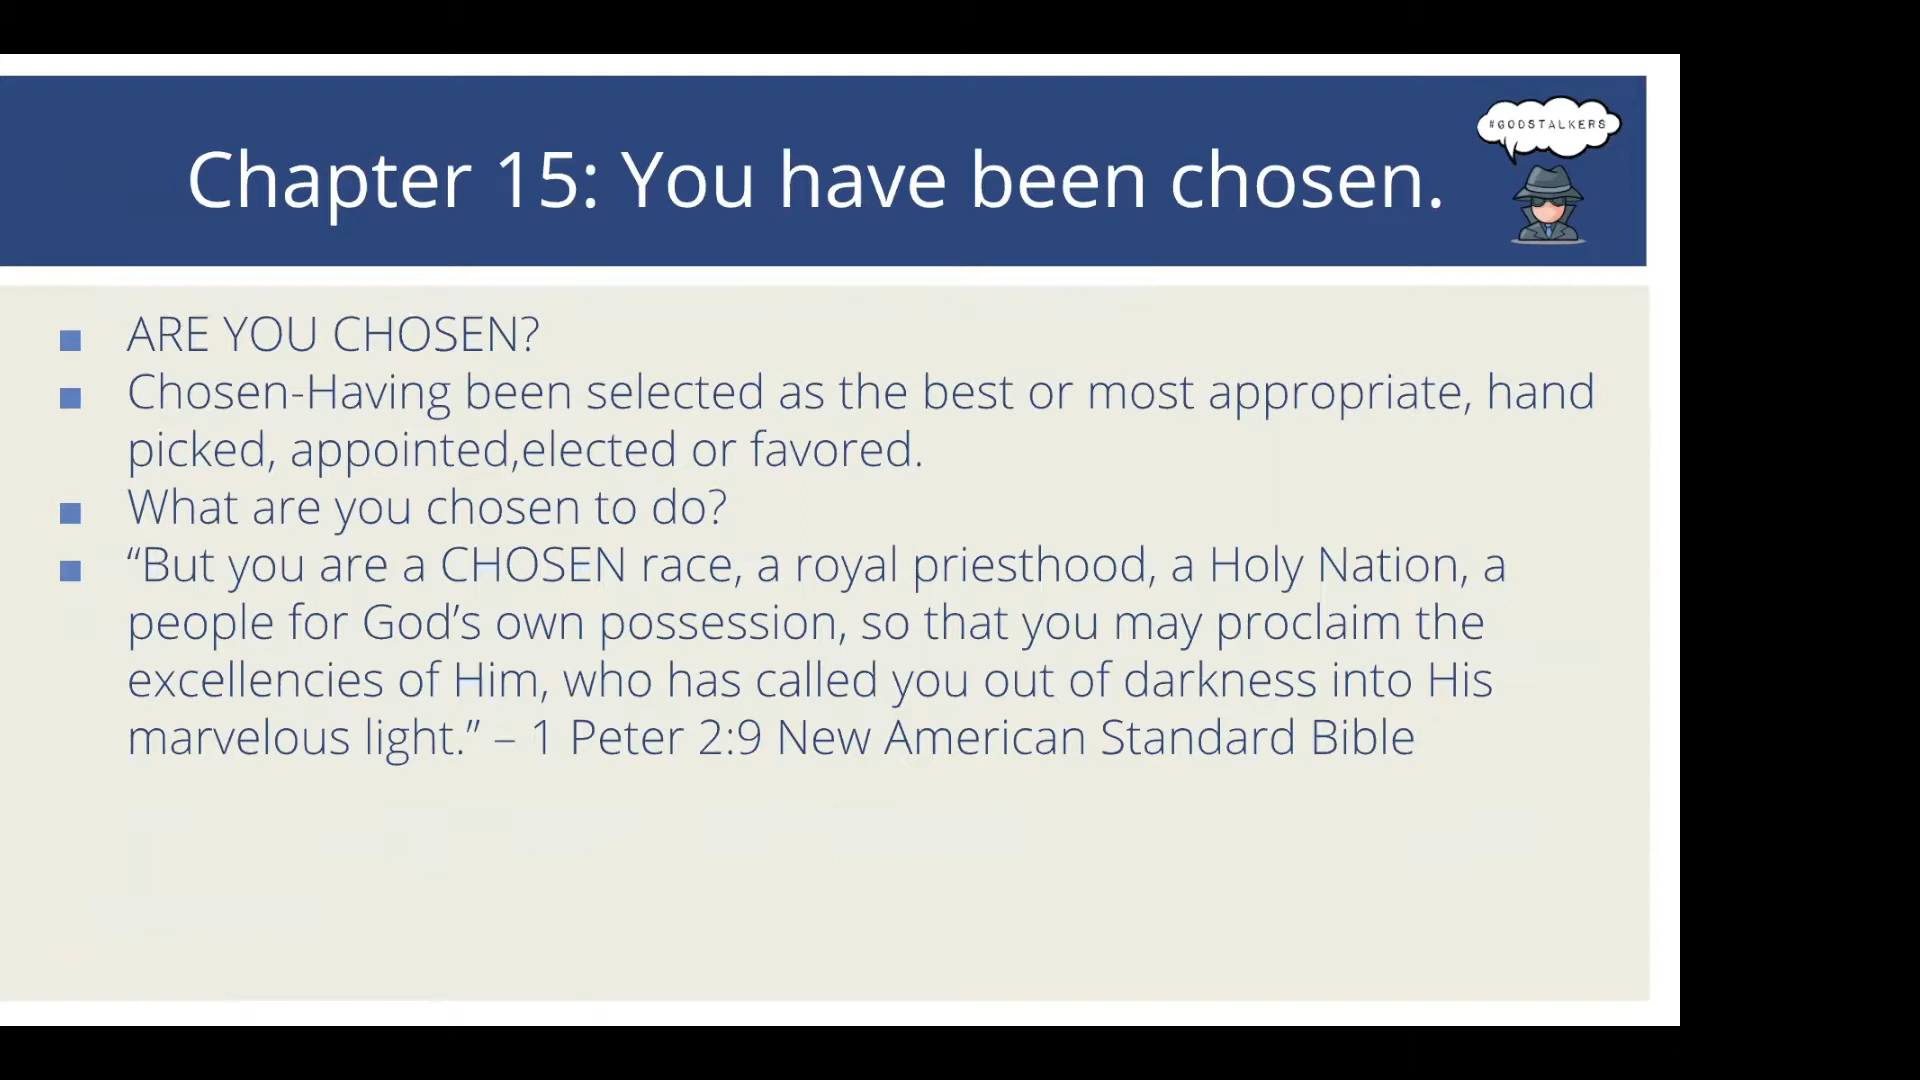 Chapter 15: You have been chosen.
#GODSTALKERS
ARE YOU CHOSEN?
Chosen-Having been selected as the best or most appropriate, hand
picked, appointed,elected or favored.
What are you chosen to do?
“But you are a CHOSEN race, a royal priesthood, a Holy Nation, a
people for God’s own possession, so that you may proclaim the
excellencies of Him, who has called you out of darkness into His
marvelous light.” – 1 Peter 2:9 New American Standard Bible